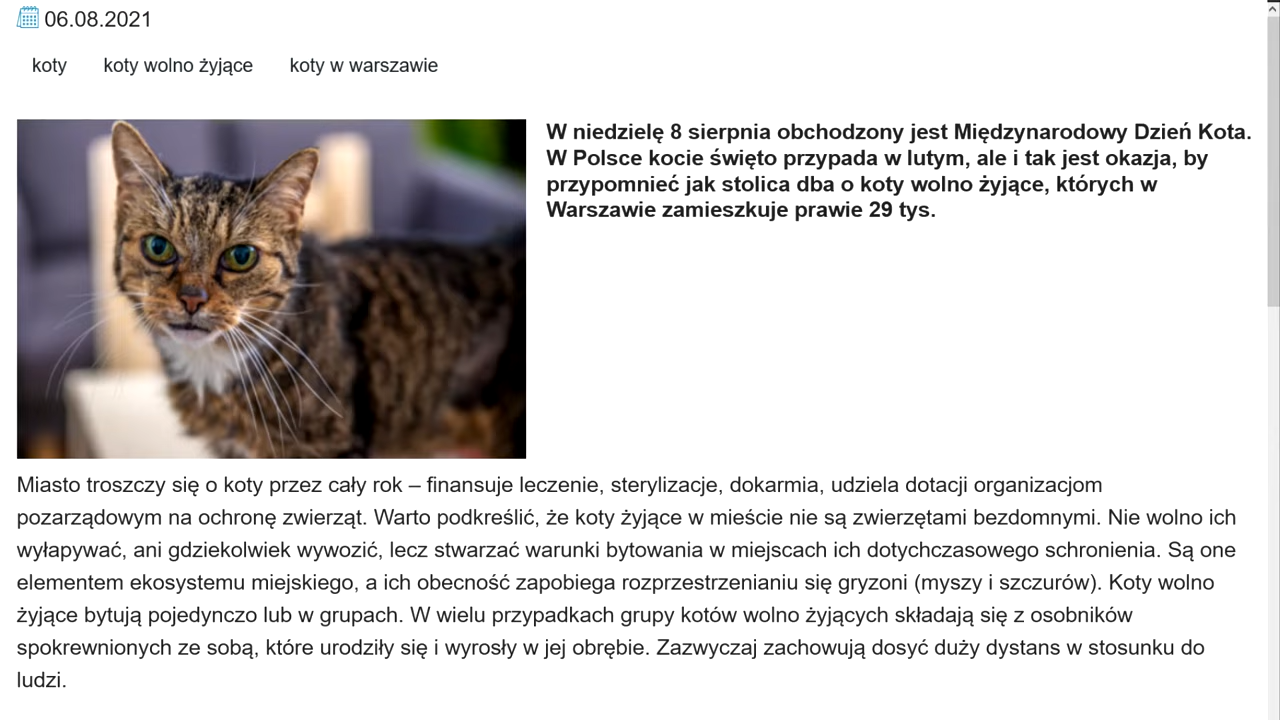 06.08.2021
koty koty wolno żyjące koty w warszawie
W niedzielę 8 sierpnia obchodzony jest Międzynarodowy Dzień Kota.
W Polsce kocie święto przypada w lutym, ale i tak jest okazja, by
przypomnieć jak stolica dba o koty wolno żyjące, których w
Warszawie zamieszkuje prawie 29 tys.
Miasto troszczy się o koty przez cały rok – finansuje leczenie, sterylizacje, dokarmia, udziela dotacji organizacjom
pozarządowym na ochronę zwierząt. Warto podkreślić, że koty żyjące w mieście nie są zwierzętami bezdomnymi. Nie wolno ich
wyłapywać, ani gdziekolwiek wywozić, lecz stwarzać warunki bytowania w miejscach ich dotychczasowego schronienia. Są one
elementem ekosystemu miejskiego, a ich obecność zapobiega rozprzestrzenianiu się gryzoni (myszy i szczurów). Koty wolno
żyjące bytują pojedynczo lub w grupach. W wielu przypadkach grupy kotów wolno żyjących składają się z osobników
spokrewnionych ze sobą, które urodziły się i wyrosły w jej obrębie. Zazwyczaj zachowują dosyć duży dystans w stosunku do
ludzi.